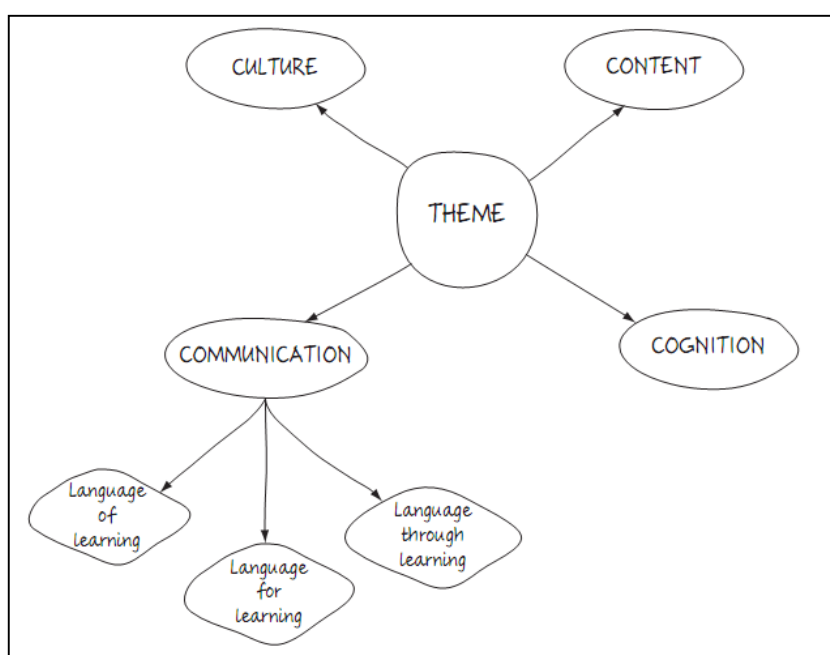 CULTURE
CONTENT
THEME
COMMUNICATION
COGNITION
Language
of
learning
Language
for
learning
Language
through
learning